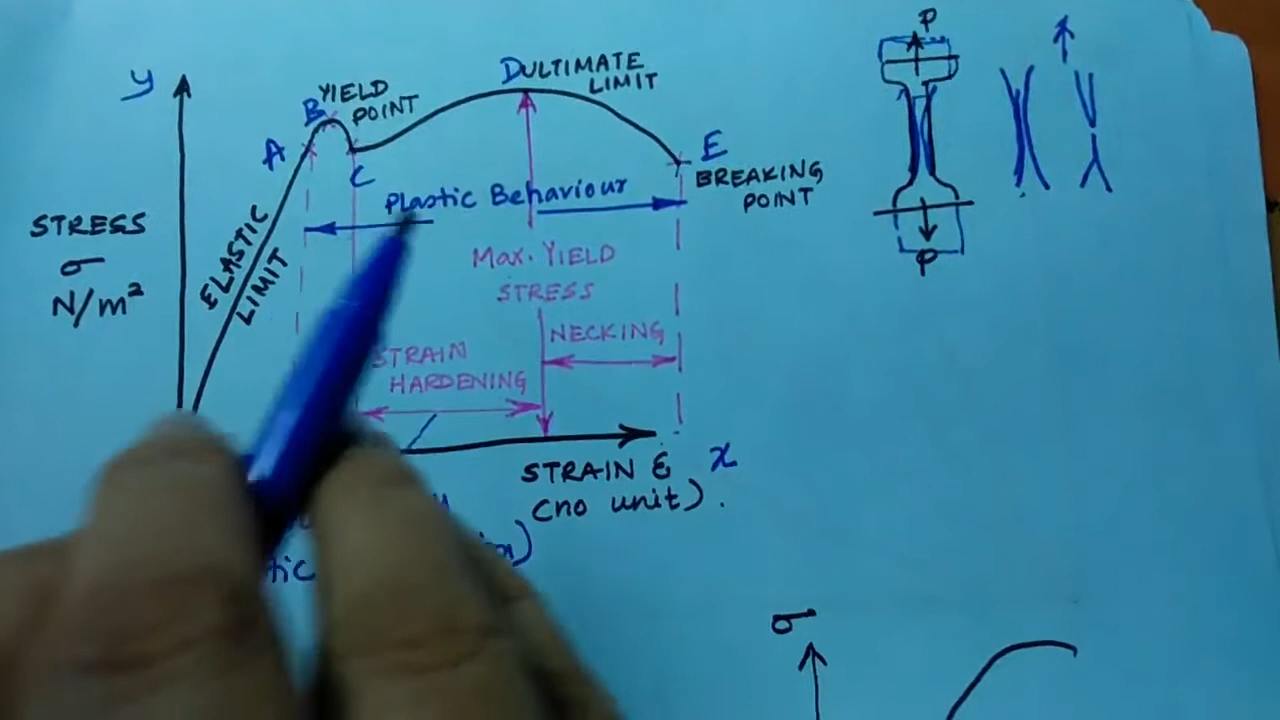 y
STRESS
σ
N/m²
A
B
YIELD
POINT
C
D
ULTIMATE
LIMIT
E
BREAKING
POINT
ELASTIC
LIMIT
Plastic Behaviour
Max. YIELD
STRESS
STRAIN
HARDENING
NECKING
STRAIN ε
x
(no unit).
P
P
σ